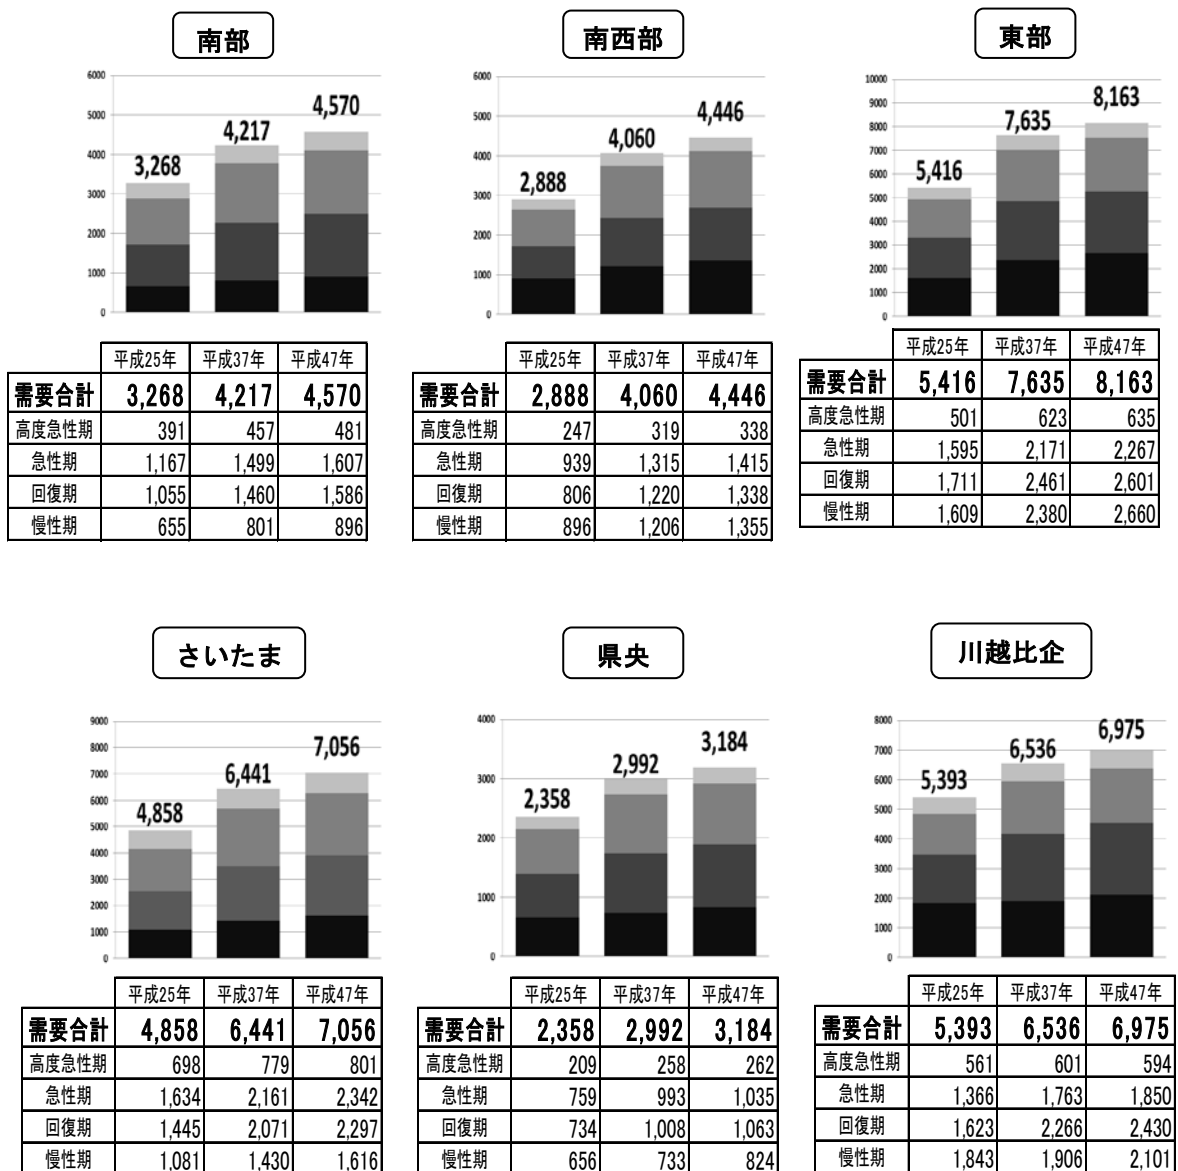 南部
6000
5000
4000
3000
2000
1000
0
3,268
4,217
4,570
平成25年 平成37年 平成47年
需要合計 3,268 4,217 4,570
高度急性期 391 457 481
急性期 1,167 1,499 1,607
回復期 1,055 1,460 1,586
慢性期 655 801 896
南西部
6000
5000
4000
3000
2000
1000
0
2,888
4,060
4,446
平成25年 平成37年 平成47年
需要合計 2,888 4,060 4,446
高度急性期 247 319 338
急性期 939 1,315 1,415
回復期 806 1,220 1,338
慢性期 896 1,206 1,355
東部
10000
9000
8000
7000
6000
5000
4000
3000
2000
1000
0
5,416
7,635
8,163
平成25年 平成37年 平成47年
需要合計 5,416 7,635 8,163
高度急性期 501 623 635
急性期 1,595 2,171 2,267
回復期 1,711 2,461 2,601
慢性期 1,609 2,380 2,660
さいたま
9000
8000
7000
6000
5000
4000
3000
2000
1000
0
4,858
6,441
7,056
平成25年 平成37年 平成47年
需要合計 4,858 6,441 7,056
高度急性期 698 779 801
急性期 1,634 2,161 2,342
回復期 1,445 2,071 2,297
慢性期 1,081 1,430 1,616
県央
4000
3000
2000
1000
0
2,358
2,992
3,184
平成25年 平成37年 平成47年
需要合計 2,358 2,992 3,184
高度急性期 209 258 262
急性期 759 993 1,035
回復期 734 1,008 1,063
慢性期 656 733 824
川越比企
8000
7000
6000
5000
4000
3000
2000
1000
0
5,393
6,536
6,975
平成25年 平成37年 平成47年
需要合計 5,393 6,536 6,975
高度急性期 561 601 594
急性期 1,366 1,763 1,850
回復期 1,623 2,266 2,430
慢性期 1,843 1,906 2,101